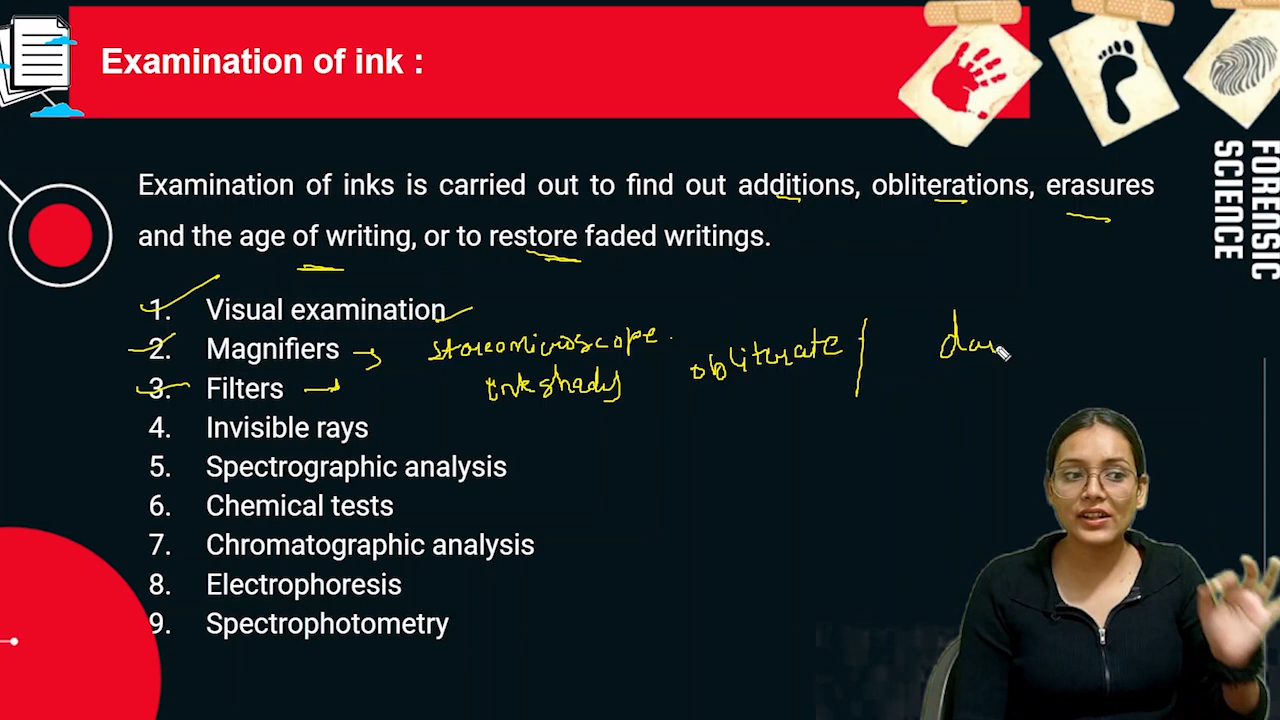 Examination of ink :
FORENSIC
SCIENCE
Examination of inks is carried out to find out additions, obliterations, erasures
and the age of writing, or to restore faded writings.
1. Visual examination
2. Magnifiers → stereomicroscope. obliterate /
3. Filters → ink shades
4. Invisible rays
5. Spectrographic analysis
6. Chemical tests
7. Chromatographic analysis
8. Electrophoresis
9. Spectrophotometry